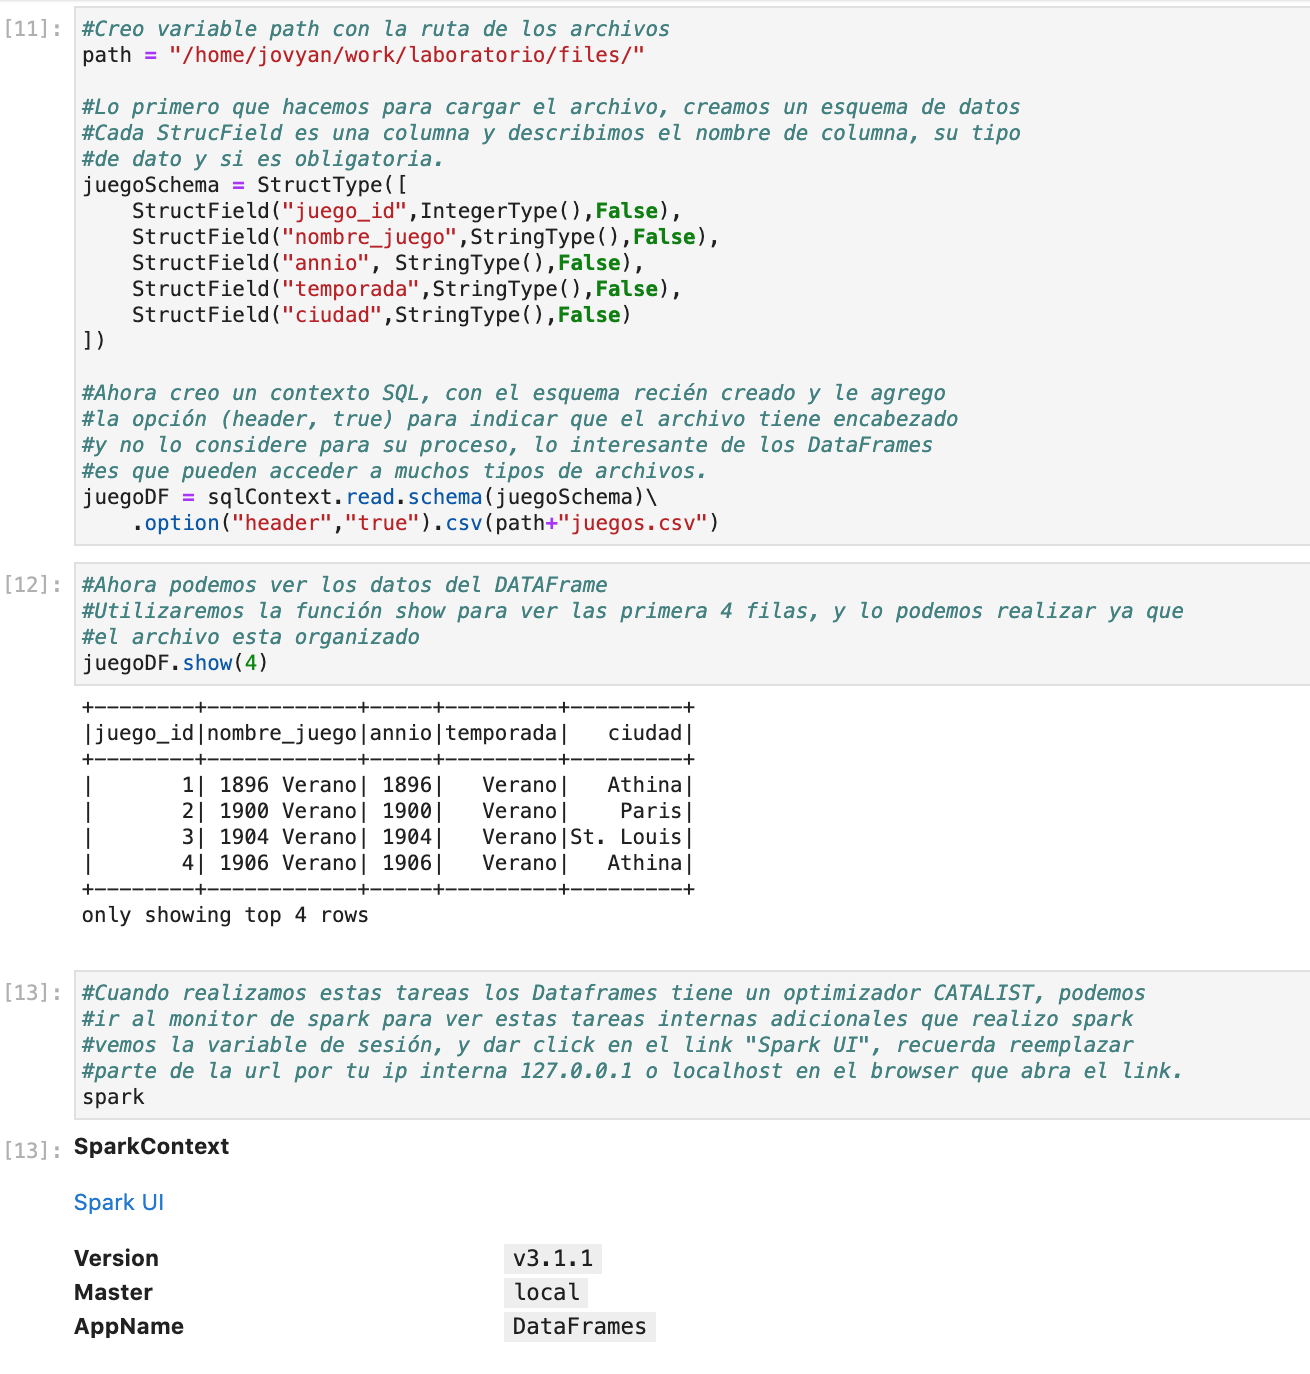 [11]:
#Creo variable path con la ruta de los archivos
path = "/home/jovyan/work/laboratorio/files/"
#Lo primero que hacemos para cargar el archivo, creamos un esquema de datos
#Cada StrucField es una columna y describimos el nombre de columna, su tipo
#de dato y si es obligatoria.
juegoSchema = StructType([
    StructField("juego_id",IntegerType(),False),
    StructField("nombre_juego",StringType(),False),
    StructField("annio", StringType(),False),
    StructField("temporada",StringType(),False),
    StructField("ciudad",StringType(),False)
])
#Ahora creo un contexto SQL, con el esquema recién creado y le agrego
#la opción (header, true) para indicar que el archivo tiene encabezado
#y no lo considere para su proceso, lo interesante de los DataFrames
#es que pueden acceder a muchos tipos de archivos.
juegoDF = sqlContext.read.schema(juegoSchema)\
    .option("header","true").csv(path+"juegos.csv")
[12]:
#Ahora podemos ver los datos del DATAFrame
#Utilizaremos la función show para ver las primera 4 filas, y lo podemos realizar ya que
#el archivo esta organizado
juegoDF.show(4)
+--------+------------+-----+---------+---------+
|juego_id|nombre_juego|annio|temporada|   ciudad|
+--------+------------+-----+---------+---------+
|       1| 1896 Verano| 1896|   Verano|   Athina|
|       2| 1900 Verano| 1900|   Verano|    Paris|
|       3| 1904 Verano| 1904|   Verano|St. Louis|
|       4| 1906 Verano| 1906|   Verano|   Athina|
+--------+------------+-----+---------+---------+
only showing top 4 rows
[13]:
#Cuando realizamos estas tareas los Dataframes tiene un optimizador CATALIST, podemos
#ir al monitor de spark para ver estas tareas internas adicionales que realizo spark
#vemos la variable de sesión, y dar click en el link "Spark UI", recuerda reemplazar
#parte de la url por tu ip interna 127.0.0.1 o localhost en el browser que abra el link.
spark
[13]:
SparkContext
Spark UI
Version v3.1.1
Master local
AppName DataFrames